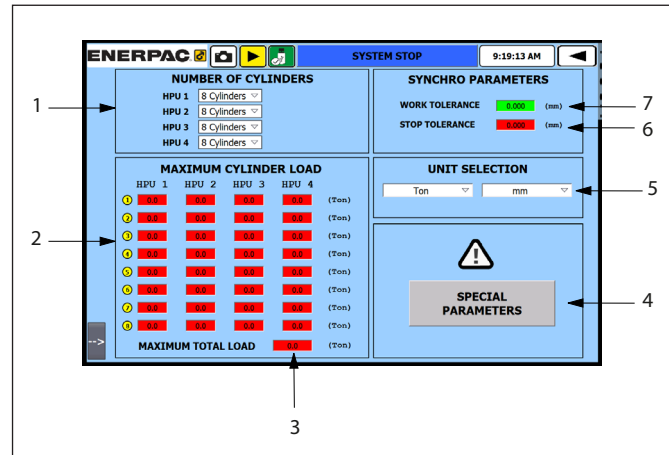 ENERPAC. SYSTEM STOP 9:19:13 AM
NUMBER OF CYLINDERS
HPU 1 8 Cylinders
HPU 2 8 Cylinders
HPU 3 8 Cylinders
HPU 4 8 Cylinders
1
SYNCHRO PARAMETERS
WORK TOLERANCE 0.000 (mm) 7
STOP TOLERANCE 0.000 (mm) 6
MAXIMUM CYLINDER LOAD
HPU 1 HPU 2 HPU 3 HPU 4
1 0.0 0.0 0.0 0.0 (Ton)
2 0.0 0.0 0.0 0.0 (Ton)
3 0.0 0.0 0.0 0.0 (Ton)
4 0.0 0.0 0.0 0.0 (Ton)
5 0.0 0.0 0.0 0.0 (Ton)
6 0.0 0.0 0.0 0.0 (Ton)
7 0.0 0.0 0.0 0.0 (Ton)
8 0.0 0.0 0.0 0.0 (Ton)
MAXIMUM TOTAL LOAD 0.0 (Ton)
2
-->
3
UNIT SELECTION
Ton mm 5
!
SPECIAL
PARAMETERS
4